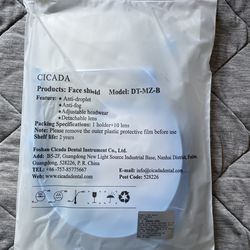 CICADA
Products: Face shield Model: DT-MZ-B
Feature: • Anti-droplet
• Anti-fog
• Adjustable headwear
• Detachable lens
Packing Specifications: 1 holder+10 lens
Note: Please remove the outer plastic protective film before use
Shelf life: 2 years
Foshan Cicada Dental Instrument Co., Ltd.
Add: B5-2F, Guangdong New Light Source Industrial Base, Nanhai District, Foshan,
Guangdong, P. R. China
TEL: +86-757-85775667
Email: info@cicadadental.com
Web: www.cicadadental.com
Post code: 528226